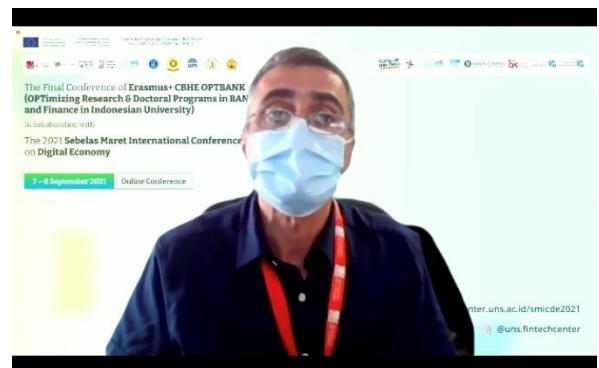 The Final Conference of Erasmus+ CBHE OPTBANK
(OPTimizing Research & Doctoral Programs in BAN
and Finance in Indonesian University)
In collaboration with
The 2021 Sebelas Maret International Conference
on Digital Economy
7 – 8 September 2021 Online Conference
nter.uns.ac.id/smicde2021
@uns.fintechcenter